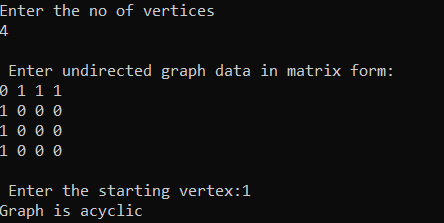 Enter the no of vertices
4
Enter undirected graph data in matrix form:
0 1 1 1
1 0 0 0
1 0 0 0
1 0 0 0
Enter the starting vertex:1
Graph is acyclic